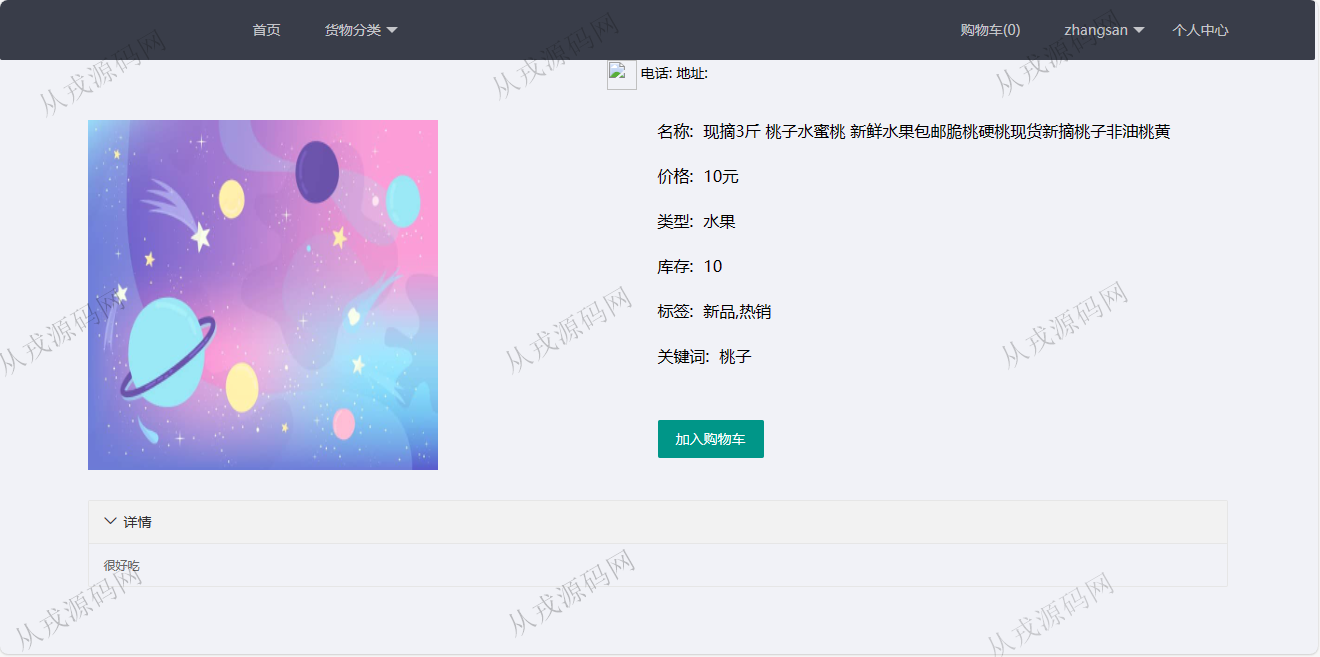 首页 货物分类 购物车(0) zhangsan 个人中心
电话: 地址:
名称: 现摘3斤 桃子水蜜桃 新鲜水果包邮脆桃硬桃现货新摘桃子非油桃黄
价格: 10元
类型: 水果
库存: 10
标签: 新品,热销
关键词: 桃子
加入购物车
详情
很好吃
从戎源码网
从戎源码网
从戎源码网
从戎源码网
从戎源码网
从戎源码网
从戎源码网
从戎源码网
从戎源码网